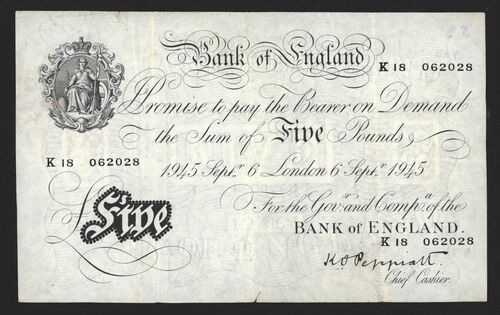 Bank of England
K18 062028
Promise to pay the Bearer on Demand
the Sum of Five Pounds
K18 062028
1945 Septr. 6 London 6 Septr. 1945
For the Govr. and Compa. of the
BANK of ENGLAND.
K18 062028
£ Five
K O Peppiatt.
Chief Cashier.